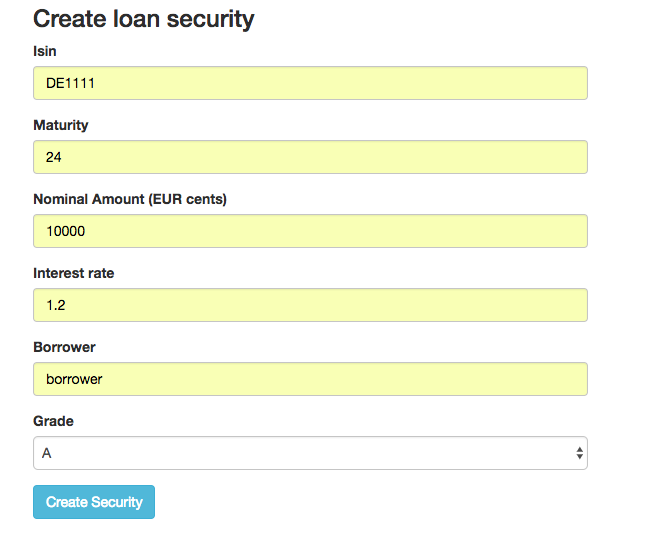 Create loan security
Isin
DE1111
Maturity
24
Nominal Amount (EUR cents)
10000
Interest rate
1.2
Borrower
borrower
Grade
A
Create Security